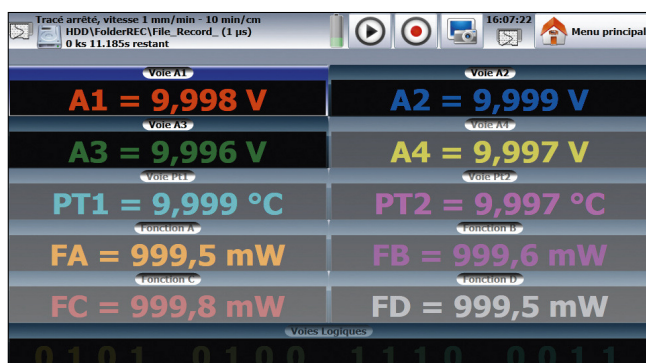 Tracé arrêté, vitesse 1 mm/min - 10 min/cm
HDD\FolderREC\File_Record_ (1 µs)
0 ks 11.185s restant
16:07:22
Menu principal
Voie A1
Voie A2
A1 = 9,998 V
A2 = 9,999 V
Voie A3
Voie A4
A3 = 9,996 V
A4 = 9,997 V
Voie Pt1
Voie Pt2
PT1 = 9,999 °C
PT2 = 9,997 °C
Fonction A
Fonction B
FA = 999,5 mW
FB = 999,6 mW
Fonction C
Fonction D
FC = 999,8 mW
FD = 999,5 mW
Voies Logiques
0101 0100 1110 0011